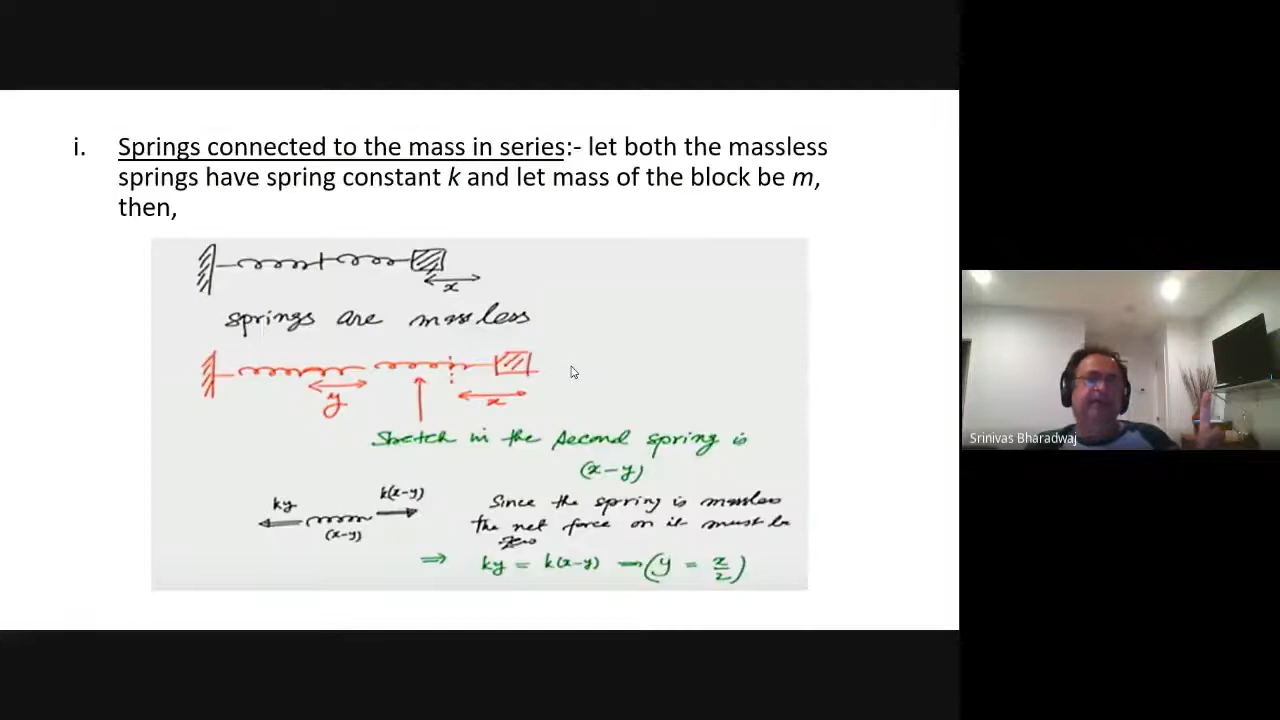 i. Springs connected to the mass in series:- let both the massless
springs have spring constant k and let mass of the block be m,
then,
x
springs are massless
y
x
Stretch in the second spring is
(x-y)
ky
k(x-y)
(x-y)
Since the spring is massless
the net force on it must be
zero
⇒ ky = k(x-y) → (y = x/2)
Srinivas Bharadwaj